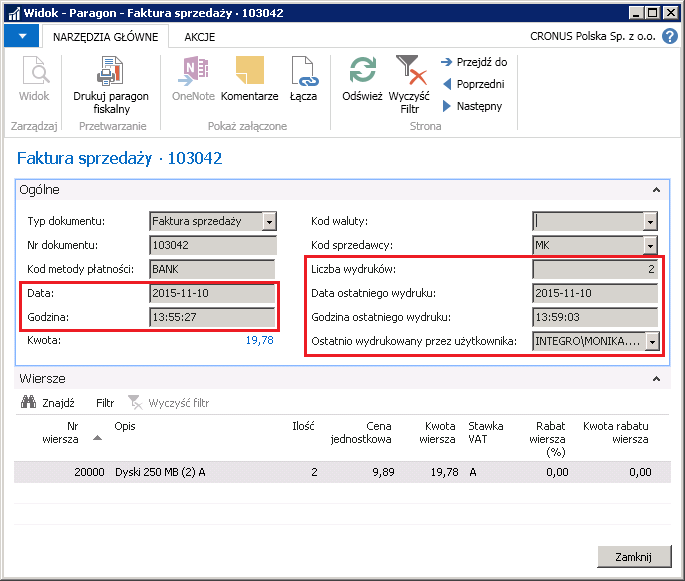 Widok - Paragon - Faktura sprzedaży · 103042
NARZĘDZIA GŁÓWNE AKCJE CRONUS Polska Sp. z o.o.
Widok
Drukuj paragon fiskalny
OneNote
Komentarze
Łącza
Odśwież
Wyczyść Filtr
Przejdź do
Poprzedni
Następny
Zarządzaj Przetwarzanie Pokaż załączone Strona
Faktura sprzedaży · 103042
Ogólne
Typ dokumentu: Faktura sprzedaży
Nr dokumentu: 103042
Kod metody płatności: BANK
Data: 2015-11-10
Godzina: 13:55:27
Kwota: 19,78
Kod waluty:
Kod sprzedawcy: MK
Liczba wydruków: 2
Data ostatniego wydruku: 2015-11-10
Godzina ostatniego wydruku: 13:59:03
Ostatnio wydrukowany przez użytkownika: INTEGRO\MONIKA....
Wiersze
Znajdź Filtr Wyczyść filtr
Nr wiersza Opis Ilość Cena jednostkowa Kwota wiersza Stawka VAT Rabat wiersza (%) Kwota rabatu wiersza
20000 Dyski 250 MB (2) A 2 9,89 19,78 A 0,00 0,00
Zamknij